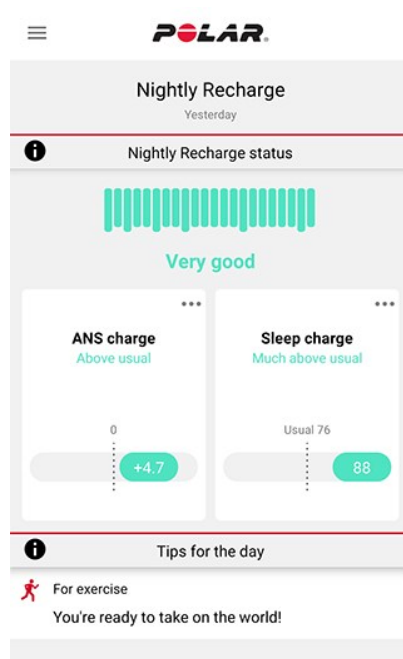 POLAR.
Nightly Recharge
Yesterday
Nightly Recharge status
Very good
ANS charge
Above usual
0
+4.7
Sleep charge
Much above usual
Usual 76
88
Tips for the day
For exercise
You're ready to take on the world!